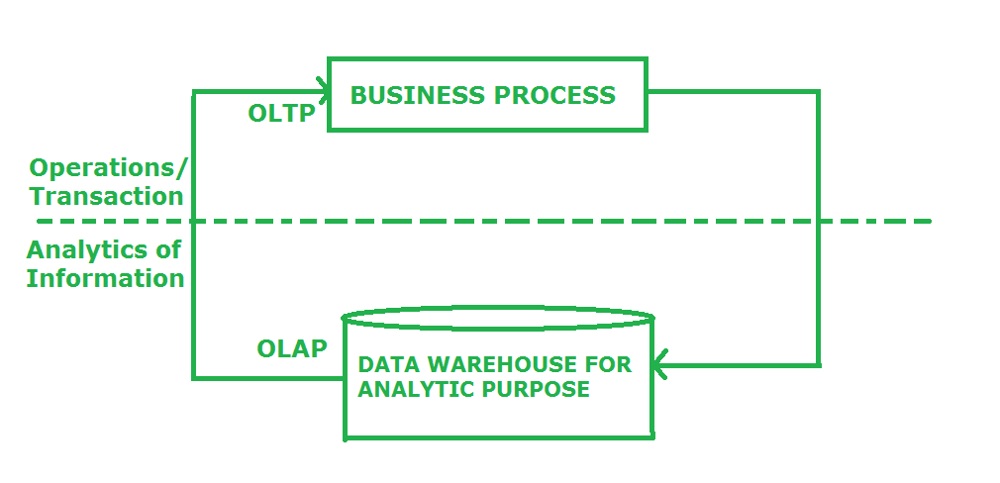 BUSINESS PROCESS
OLTP
Operations/
Transaction
Analytics of
Information
OLAP
DATA WAREHOUSE FOR
ANALYTIC PURPOSE